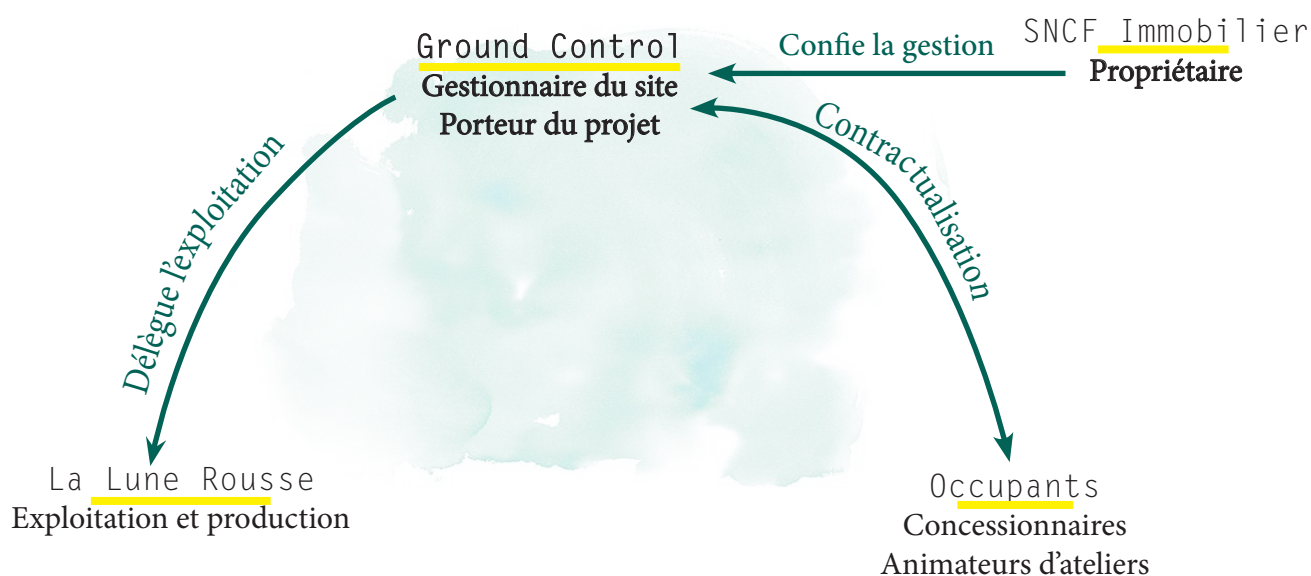 Ground Control
Gestionnaire du site
Porteur du projet
Confie la gestion
SNCF Immobilier
Propriétaire
Contractualisation
Délègue l'exploitation
La Lune Rousse
Exploitation et production
Occupants
Concessionnaires
Animateurs d'ateliers